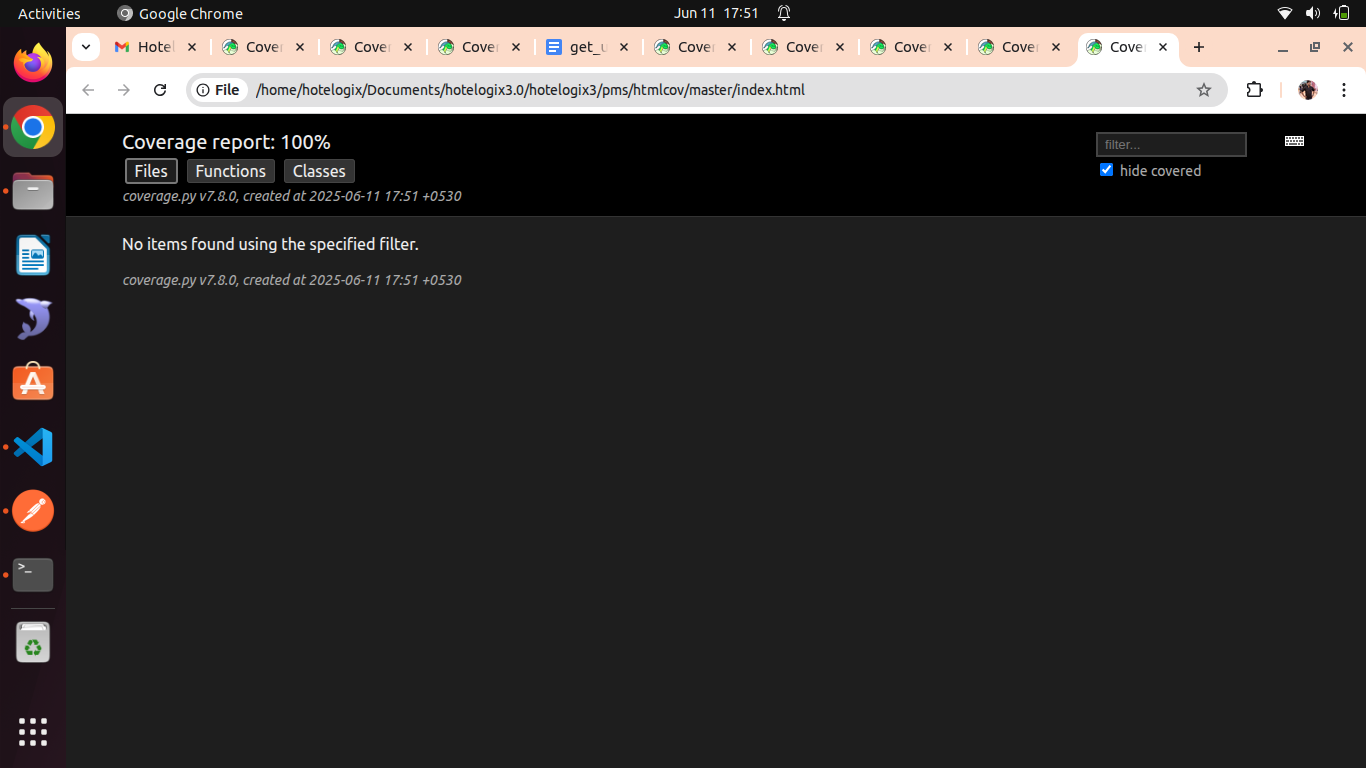 Activities Google Chrome Jun 11 17:51
Hotel Cover Cover Cover get_u Cover Cover Cover Cover Cover
File /home/hotelogix/Documents/hotelogix3.0/hotelogix3/pms/htmlcov/master/index.html
Coverage report: 100%
filter...
Files Functions Classes
hide covered
coverage.py v7.8.0, created at 2025-06-11 17:51 +0530
No items found using the specified filter.
coverage.py v7.8.0, created at 2025-06-11 17:51 +0530